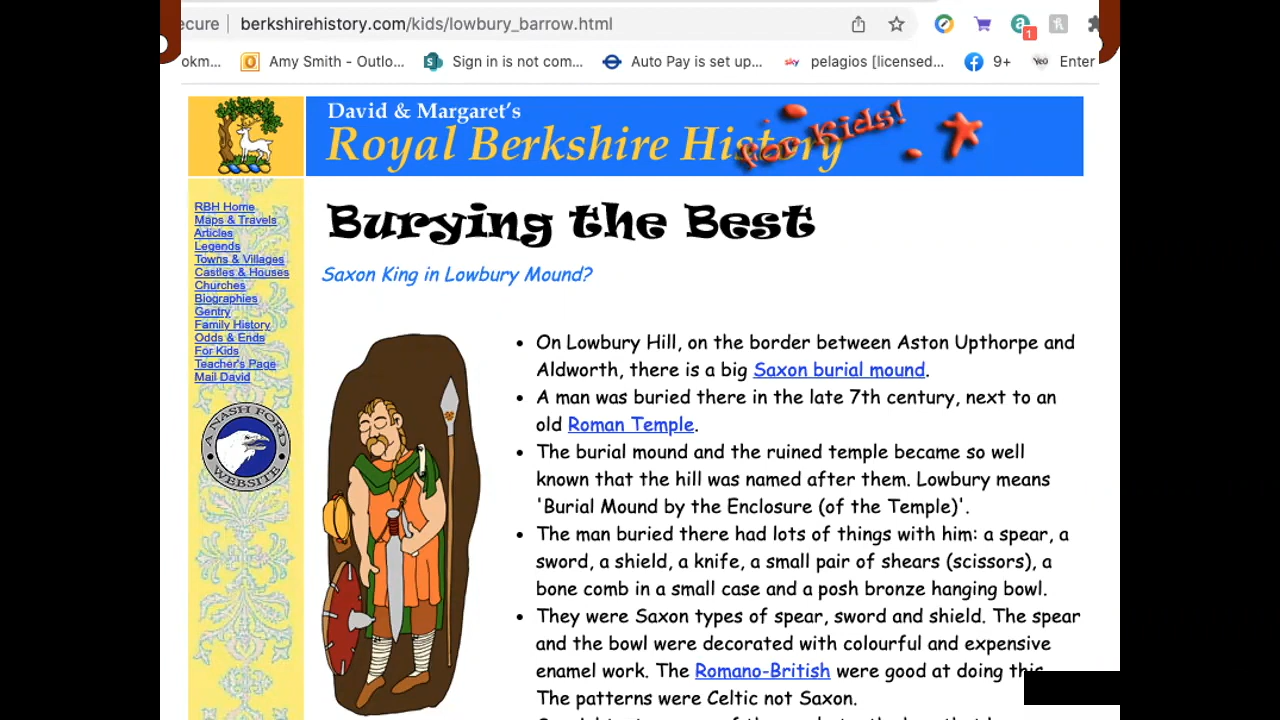 ecure berkshirehistory.com/kids/lowbury_barrow.html
1
okm... Amy Smith - Outlo... Sign in is not com... Auto Pay is set up... sky pelagios [licensed... 9+ Yeo Enter
David & Margaret's
Royal Berkshire History
For Kids!
RBH Home
Maps & Travels
Articles
Legends
Towns & Villages
Castles & Houses
Churches
Biographies
Gentry
Family History
Odds & Ends
For Kids
Teacher's Page
Mail David
A NASH FORD
WEBSITE
Burying the Best
Saxon King in Lowbury Mound?
• On Lowbury Hill, on the border between Aston Upthorpe and
Aldworth, there is a big Saxon burial mound.
• A man was buried there in the late 7th century, next to an
old Roman Temple.
• The burial mound and the ruined temple became so well
known that the hill was named after them. Lowbury means
'Burial Mound by the Enclosure (of the Temple)'.
• The man buried there had lots of things with him: a spear, a
sword, a shield, a knife, a small pair of shears (scissors), a
bone comb in a small case and a posh bronze hanging bowl.
• They were Saxon types of spear, sword and shield. The spear
and the bowl were decorated with colourful and expensive
enamel work. The Romano-British were good at doing this.
The patterns were Celtic not Saxon.